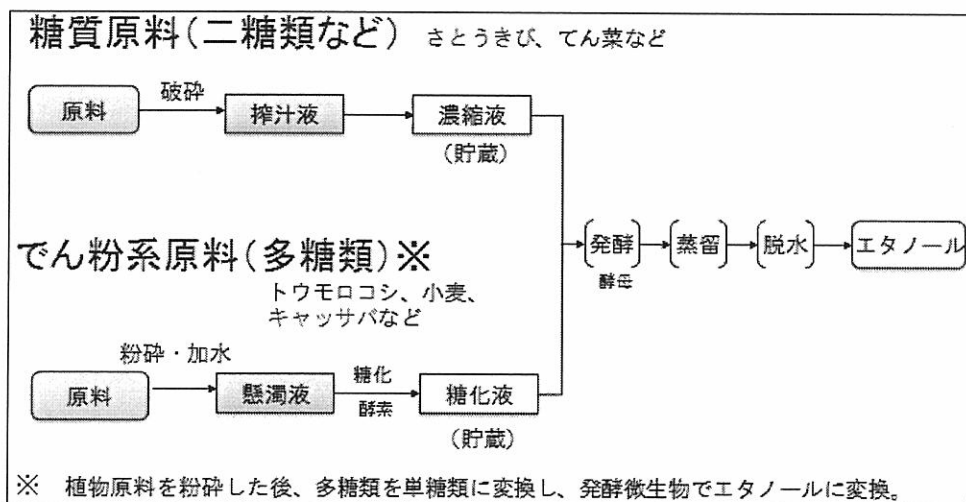 糖質原料(二糖類など) さとうきび、てん菜など
原料
破砕
搾汁液
濃縮液
(貯蔵)
でん粉系原料(多糖類)※
トウモロコシ、小麦、
キャッサバなど
原料
粉砕・加水
懸濁液
糖化
酵素
糖化液
(貯蔵)
発酵
酵母
蒸留
脱水
エタノール
※ 植物原料を粉砕した後、多糖類を単糖類に変換し、発酵微生物でエタノールに変換。